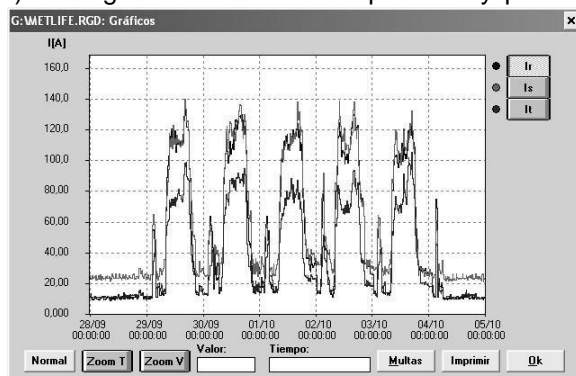 G:\METLIFE.RGD: Gráficos
I[A]
160,0
140,0
120,0
100,0
80,00
60,00
40,00
20,00
0,000
28/09 29/09 30/09 01/10 02/10 03/10 04/10 05/10
00:00:00 00:00:00 00:00:00 00:00:00 00:00:00 00:00:00 00:00:00 00:00:00
Ir
Is
It
Valor: Tiempo:
Normal Zoom T Zoom V Multas Imprimir Ok